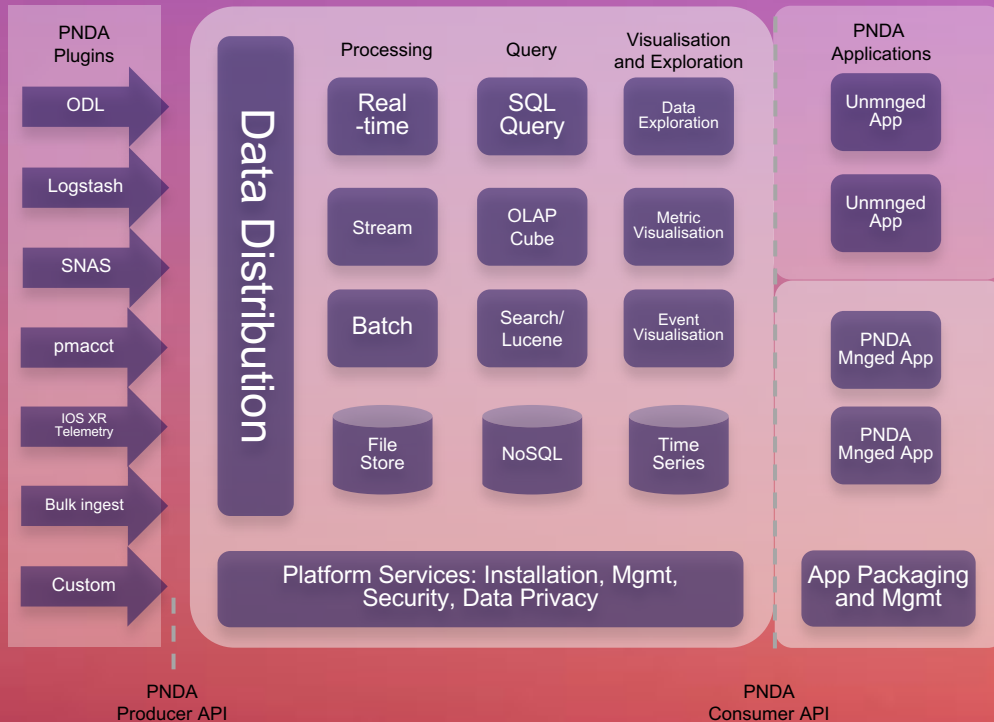 PNDA
Plugins
ODL
Logstash
SNAS
pmacct
IOS XR
Telemetry
Bulk ingest
Custom
PNDA
Producer API
Data Distribution
Processing
Real
-time
Stream
Batch
File
Store
Query
SQL
Query
OLAP
Cube
Search/
Lucene
NoSQL
Visualisation
and Exploration
Data
Exploration
Metric
Visualisation
Event
Visualisation
Time
Series
Platform Services: Installation, Mgmt,
Security, Data Privacy
PNDA
Applications
Unmnged
App
Unmnged
App
PNDA
Mnged App
PNDA
Mnged App
App Packaging
and Mgmt
PNDA
Consumer API